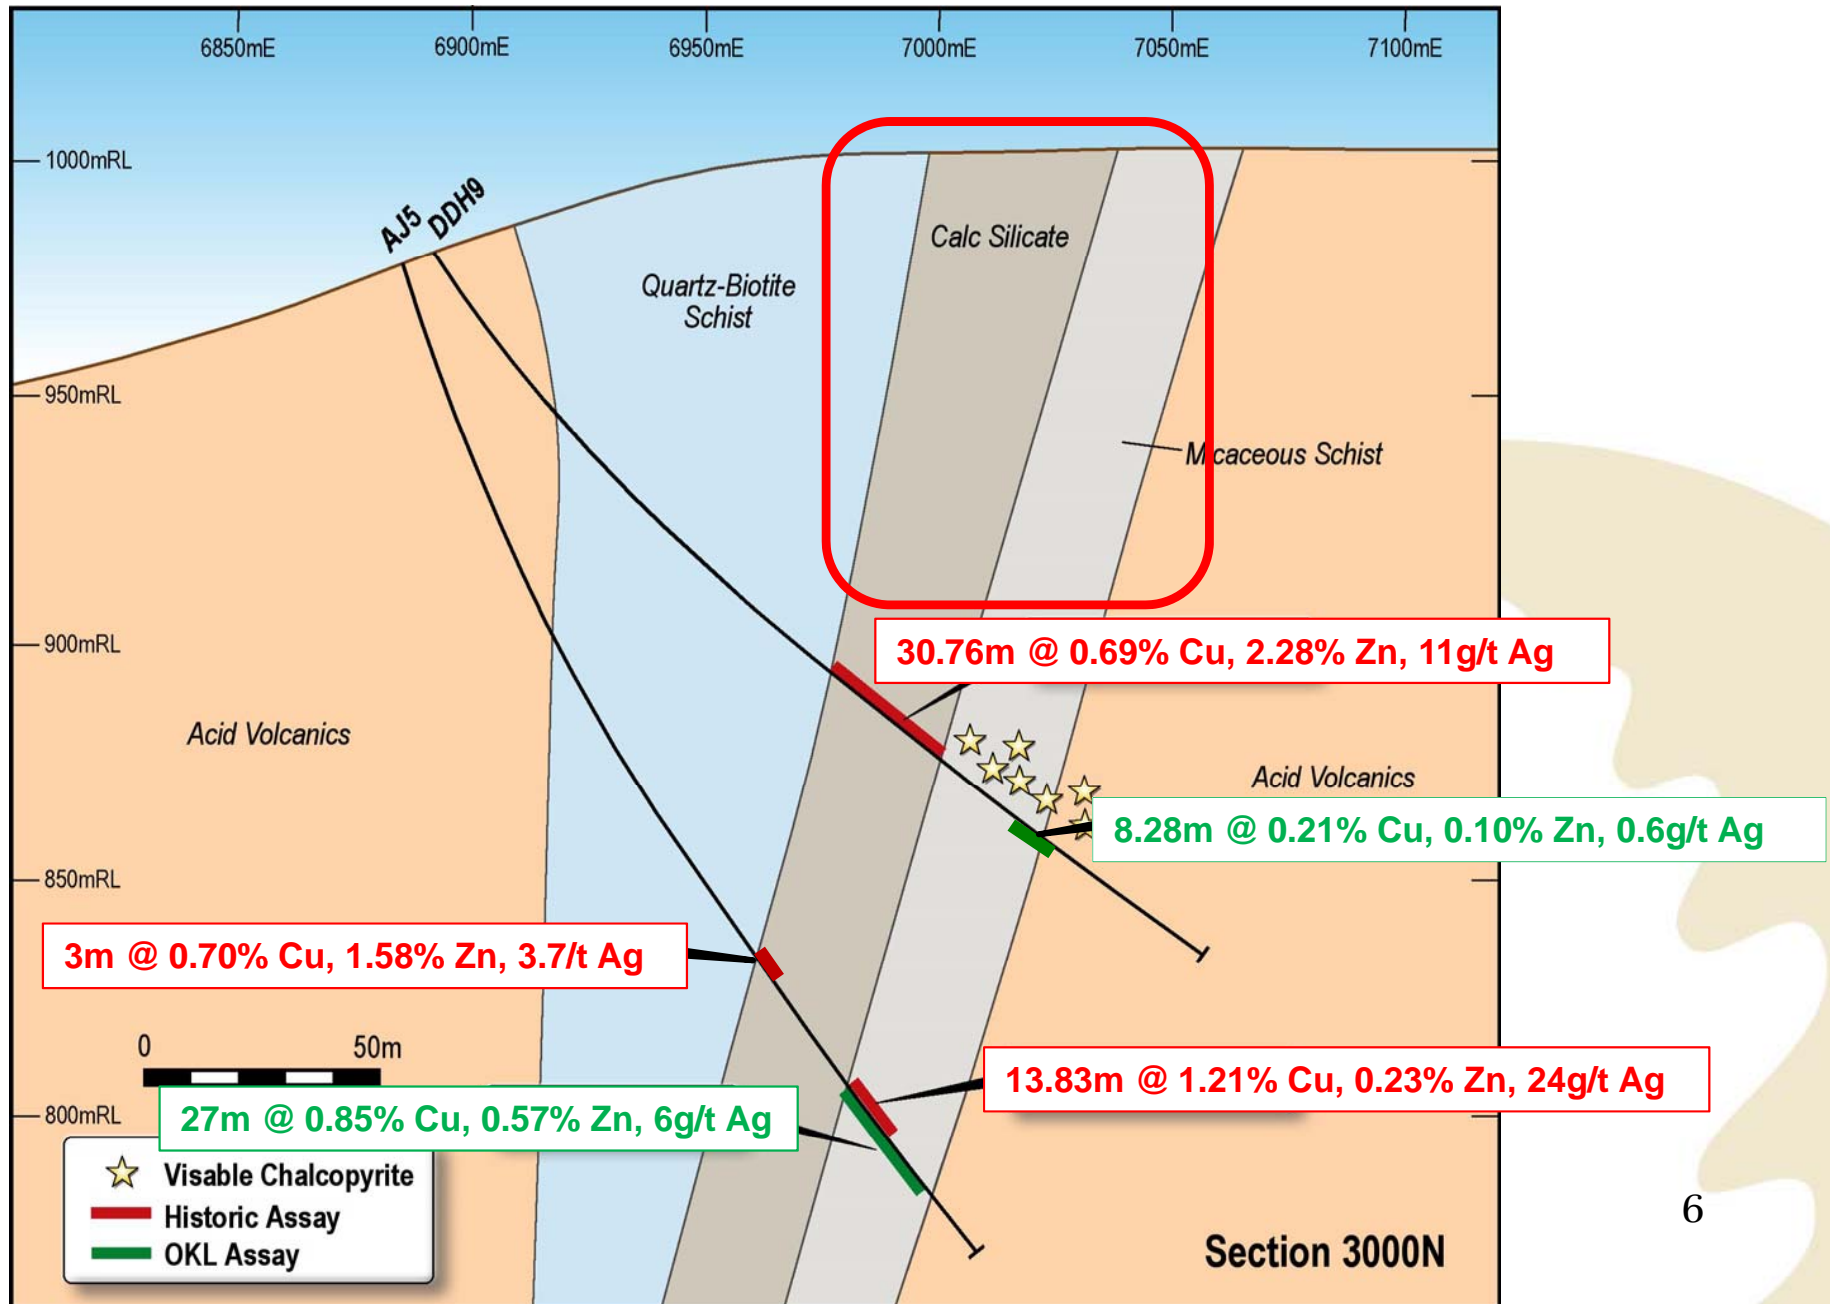 6850mE 6900mE 6950mE 7000mE 7050mE 7100mE
1000mRL
AJ5
DDH9
Calc Silicate
Quartz-Biotite
Schist
950mRL
Micaceous Schist
900mRL
30.76m @ 0.69% Cu, 2.28% Zn, 11g/t Ag
Acid Volcanics
Acid Volcanics
8.28m @ 0.21% Cu, 0.10% Zn, 0.6g/t Ag
850mRL
3m @ 0.70% Cu, 1.58% Zn, 3.7/t Ag
0 50m
13.83m @ 1.21% Cu, 0.23% Zn, 24g/t Ag
800mRL
27m @ 0.85% Cu, 0.57% Zn, 6g/t Ag
Visable Chalcopyrite
Historic Assay
OKL Assay
Section 3000N
6